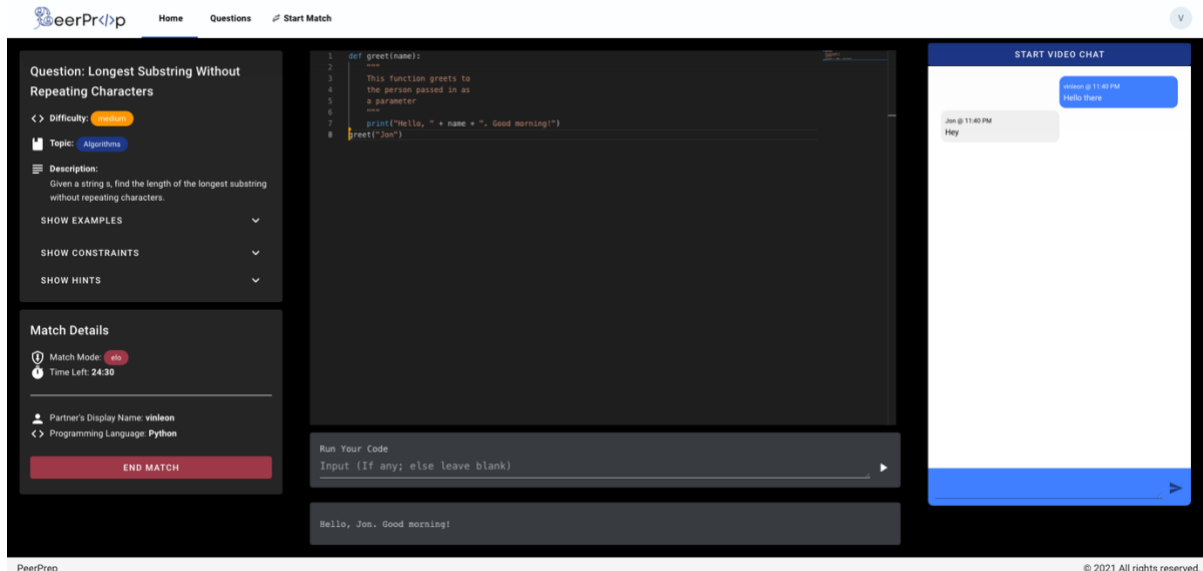 PeerPr</>p
Home
Questions
Start Match
V
Question: Longest Substring Without
Repeating Characters
<> Difficulty: medium
Topic: Algorithms
Description:
Given a string s, find the length of the longest substring
without repeating characters.
SHOW EXAMPLES
SHOW CONSTRAINTS
SHOW HINTS
Match Details
Match Mode: elo
Time Left: 24:30
Partner's Display Name: vinleon
<> Programming Language: Python
END MATCH
1 def greet(name):
2 """
3 This function greets to
4 the person passed in as
5 a parameter
6 """
7 print("Hello, " + name + ". Good morning!")
8 greet("Jon")
Run Your Code
Input (If any; else leave blank)
Hello, Jon. Good morning!
START VIDEO CHAT
vinleon @ 11:40 PM
Hello there
Jon @ 11:40 PM
Hey
PeerPrep
© 2021 All rights reserved.